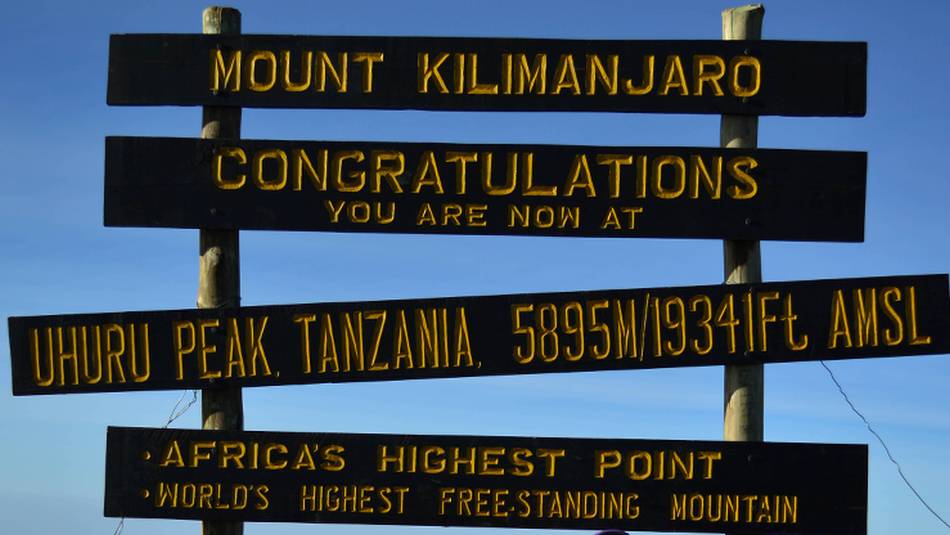 MOUNT KILIMANJARO
CONGRATULATIONS
YOU ARE NOW AT
UHURU PEAK, TANZANIA, 5895M/19341Ft AMSL
• AFRICA'S HIGHEST POINT
• WORLD'S HIGHEST FREE-STANDING MOUNTAIN